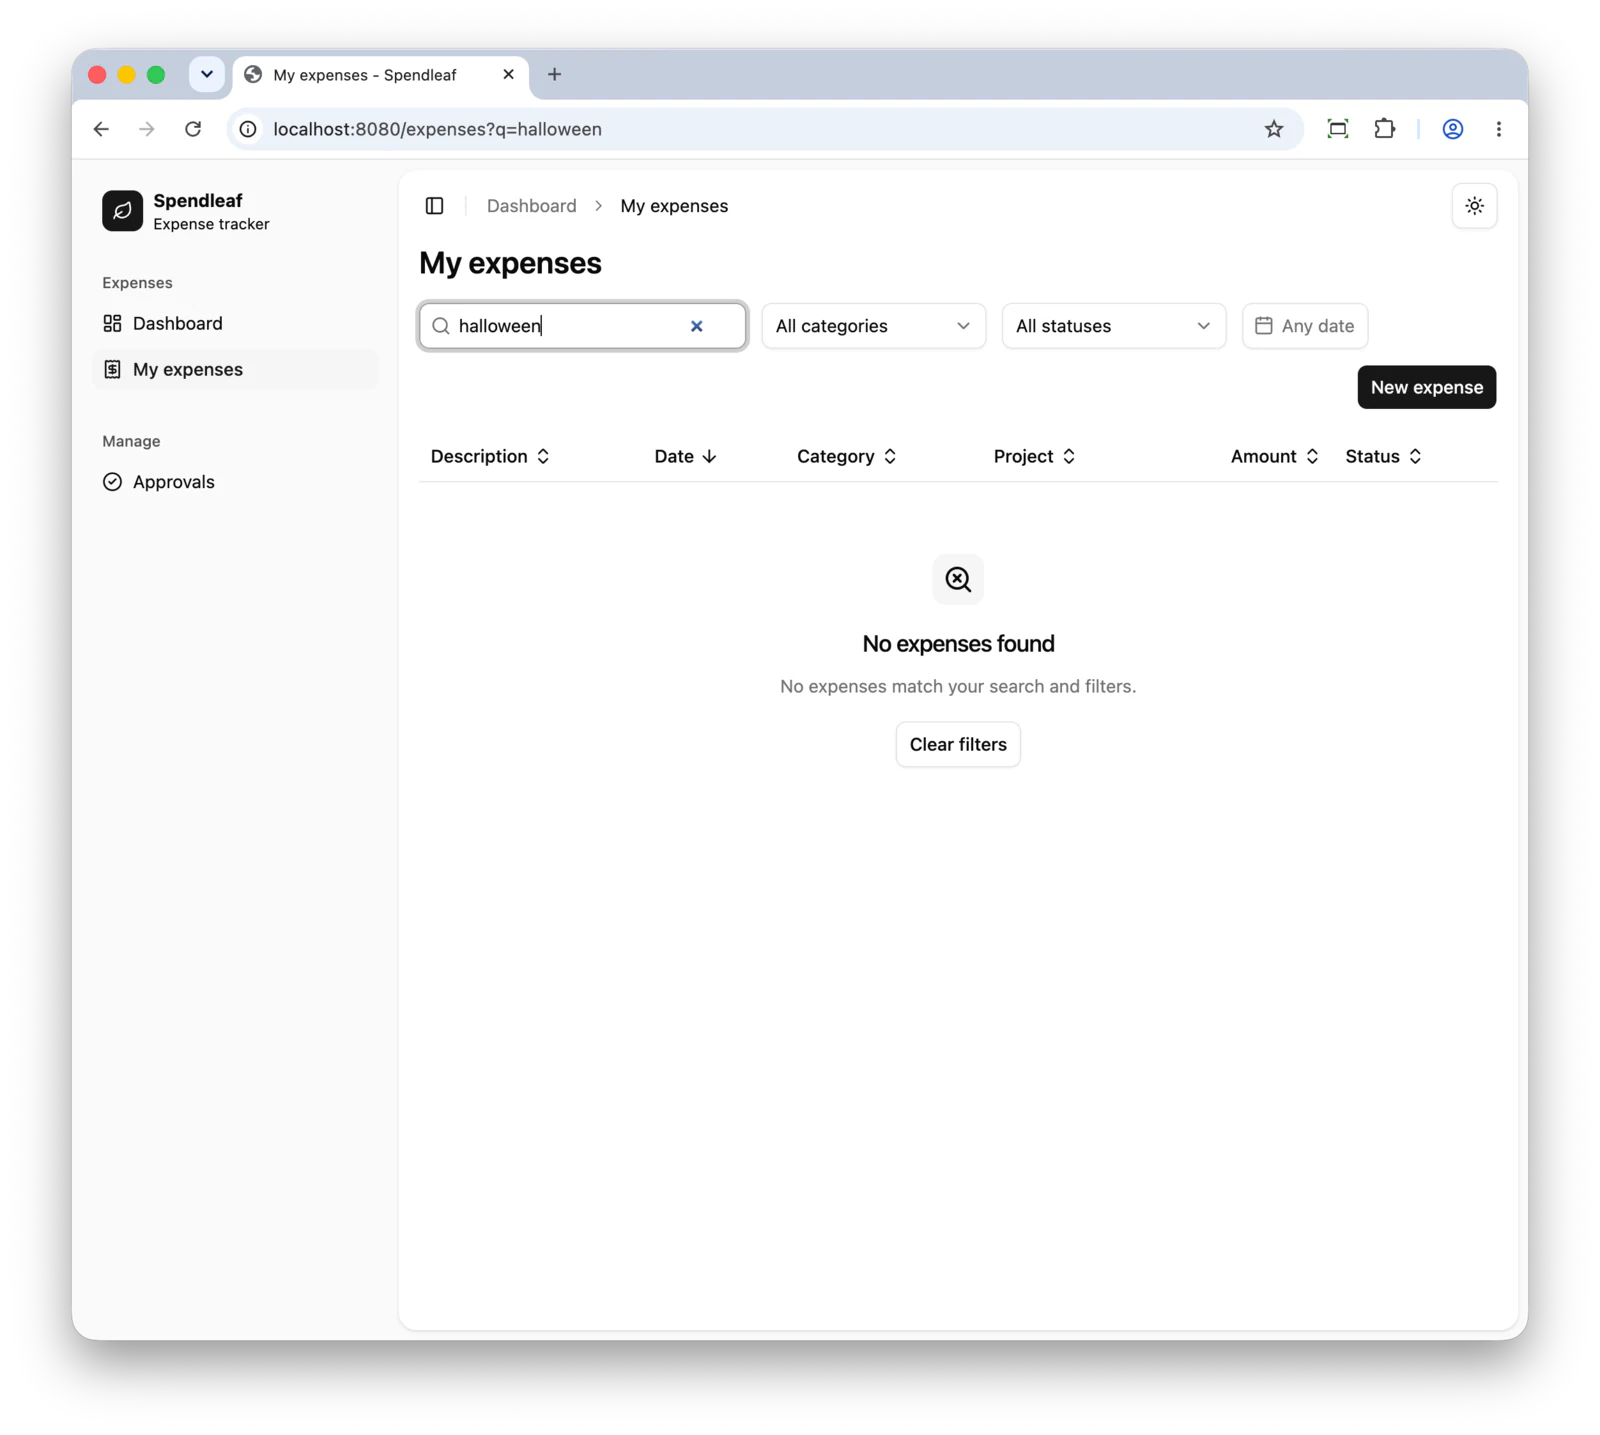 My expenses - Spendleaf
localhost:8080/expenses?q=halloween
Spendleaf
Expense tracker
Expenses
Dashboard
My expenses
Manage
Approvals
Dashboard > My expenses
My expenses
halloween
All categories
All statuses
Any date
New expense
Description Date Category Project Amount Status
No expenses found
No expenses match your search and filters.
Clear filters